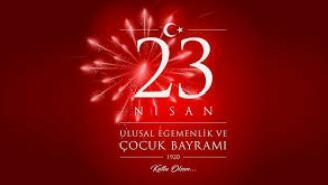 23
NİSAN
ULUSAL EGEMENLİK VE
ÇOCUK BAYRAMI
1920
Kutlu Olsun...